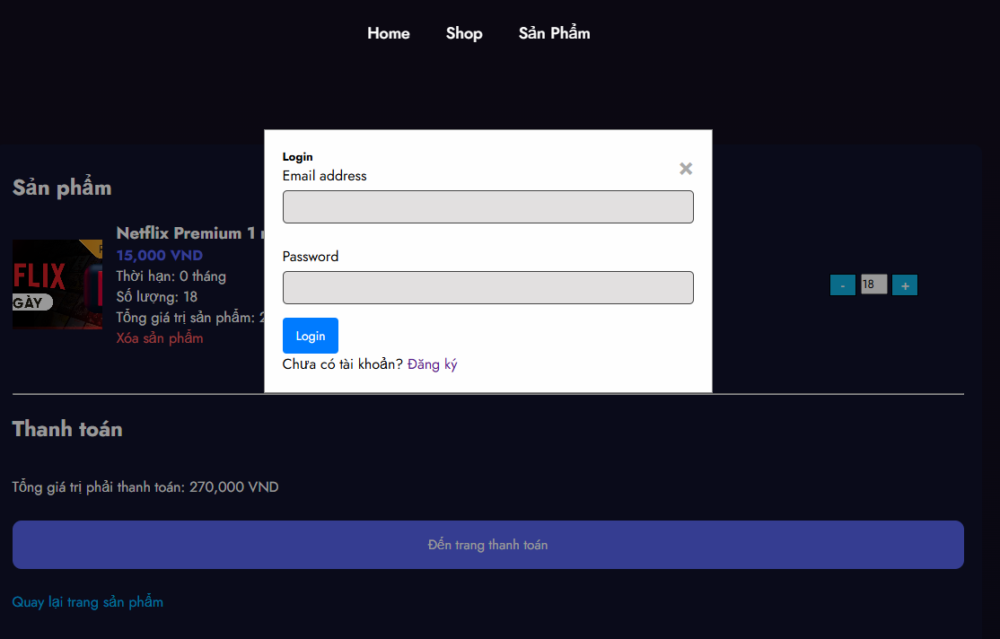 Home Shop Sản Phẩm
Login
Email address
Password
Login
Chưa có tài khoản? Đăng ký
Sản phẩm
FLIX
GÀY
Netflix Premium 1
15,000 VND
Thời hạn: 0 tháng
Số lượng: 18
Tổng giá trị sản phẩm: 2
Xóa sản phẩm
- 18 +
Thanh toán
Tổng giá trị phải thanh toán: 270,000 VND
Đến trang thanh toán
Quay lại trang sản phẩm